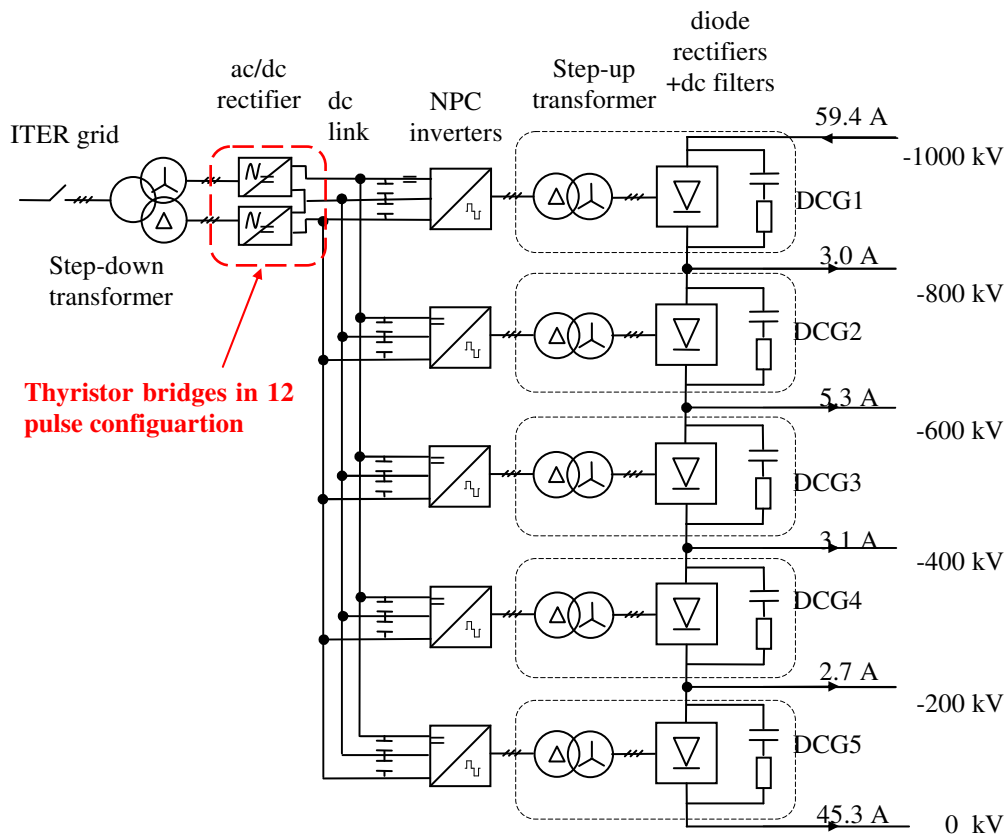 diode
rectifiers
+dc filters
Step-up
transformer
ac/dc
rectifier
dc
link
NPC
inverters
ITER grid
59.4 A
-1000 kV
DCG1
Step-down
transformer
3.0 A
-800 kV
DCG2
Thyristor bridges in 12
pulse configuartion
5.3 A
-600 kV
DCG3
3.1 A
-400 kV
DCG4
2.7 A
-200 kV
DCG5
45.3 A
0 kV